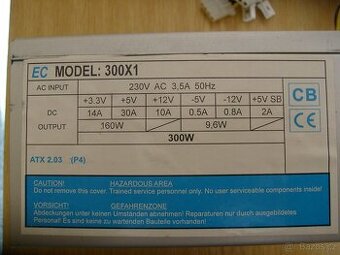 EC MODEL: 300X1
AC INPUT 230V AC 3,5A 50Hz
DC OUTPUT +3.3V +5V +12V -5V -12V +5V SB
14A 30A 10A 0.5A 0.8A 2A
160W 9,6W
300W
CB
CE
ATX 2.03 (P4)
CAUTION! HAZARDOUS AREA
Do not remove this cover. Trained service personnel only. No user serviceable components inside!
VORSICHT! GEFAHRENZONE
Abdeckung unter keinen Umständen abnehmen! Reparaturen nur durch ausgebildetes
Personal. Es sind keine zu wartenden Bauteile vorhanden!